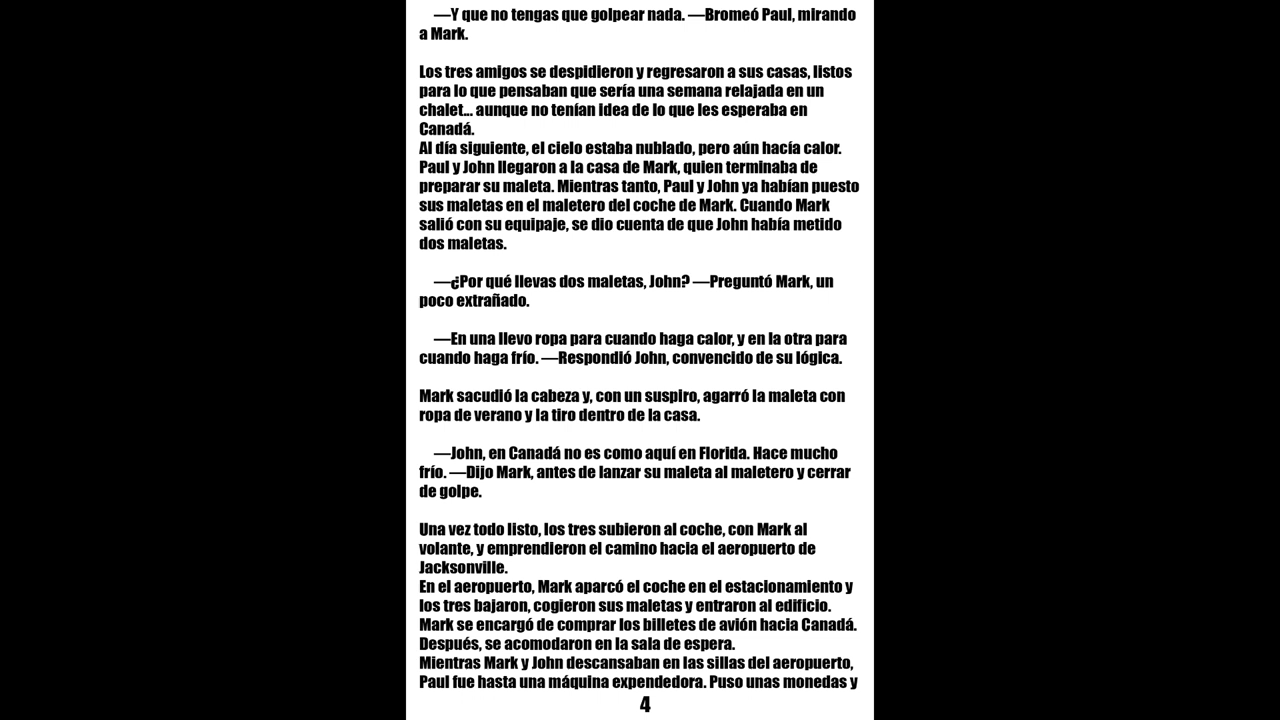 —Y que no tengas que golpear nada. —Bromeó Paul, mirando
a Mark.
Los tres amigos se despidieron y regresaron a sus casas, listos
para lo que pensaban que sería una semana relajada en un
chalet... aunque no tenían idea de lo que les esperaba en
Canadá.
Al día siguiente, el cielo estaba nublado, pero aún hacía calor.
Paul y John llegaron a la casa de Mark, quien terminaba de
preparar su maleta. Mientras tanto, Paul y John ya habían puesto
sus maletas en el maletero del coche de Mark. Cuando Mark
salió con su equipaje, se dio cuenta de que John había metido
dos maletas.
—¿Por qué llevas dos maletas, John? —Preguntó Mark, un
poco extrañado.
—En una llevo ropa para cuando haga calor, y en la otra para
cuando haga frío. —Respondió John, convencido de su lógica.
Mark sacudió la cabeza y, con un suspiro, agarró la maleta con
ropa de verano y la tiro dentro de la casa.
—John, en Canadá no es como aquí en Florida. Hace mucho
frío. —Dijo Mark, antes de lanzar su maleta al maletero y cerrar
de golpe.
Una vez todo listo, los tres subieron al coche, con Mark al
volante, y emprendieron el camino hacia el aeropuerto de
Jacksonville.
En el aeropuerto, Mark aparcó el coche en el estacionamiento y
los tres bajaron, cogieron sus maletas y entraron al edificio.
Mark se encargó de comprar los billetes de avión hacia Canadá.
Después, se acomodaron en la sala de espera.
Mientras Mark y John descansaban en las sillas del aeropuerto,
Paul fue hasta una máquina expendedora. Puso unas monedas y
4